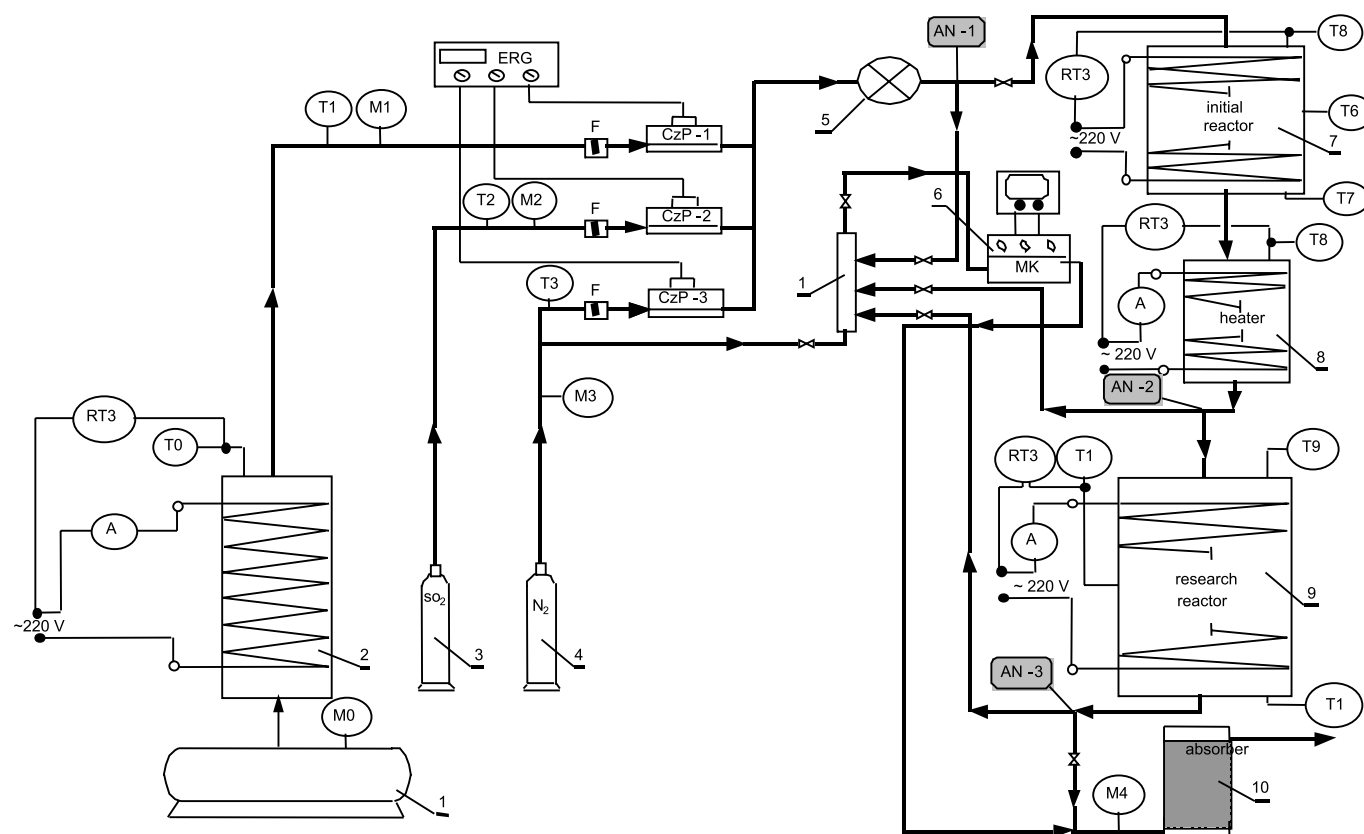 AN -1
T8
ERG
RT3
T1
M1
F
CzP -1
5
initial
reactor
T6
~220 V
7
T2
M2
F
CzP -2
6
T7
RT3
T8
MK
T3
F
CzP -3
1
A
heater
~ 220 V
8
M3
AN -2
RT3
T0
RT3
T1
T9
A
A
~ 220 V
research
reactor
9
so2
N2
~220 V
2
3
4
AN -3
M0
T1
absorber
1
M4
10